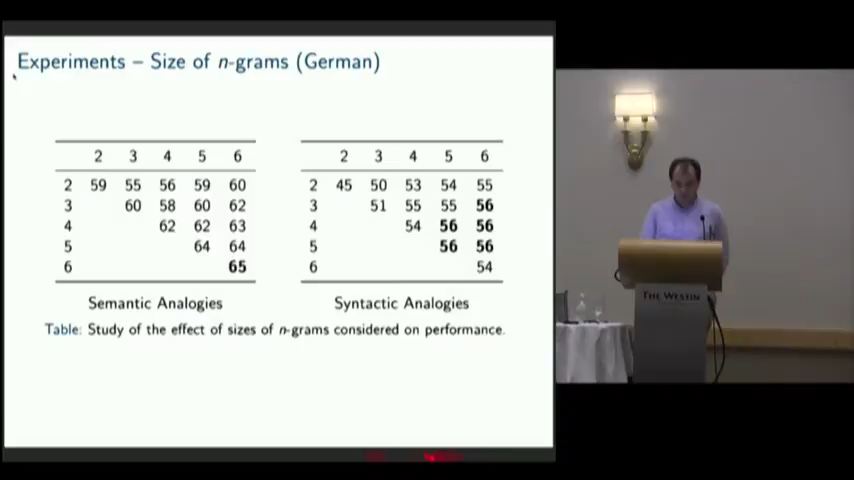 Experiments – Size of n-grams (German)
2 3 4 5 6
2 59 55 56 59 60
3 60 58 60 62
4 62 62 63
5 64 64
6 65
Semantic Analogies
2 3 4 5 6
2 45 50 53 54 55
3 51 55 55 56
4 54 56 56
5 56 56
6 54
Syntactic Analogies
Table: Study of the effect of sizes of n-grams considered on performance.
THE WESTIN